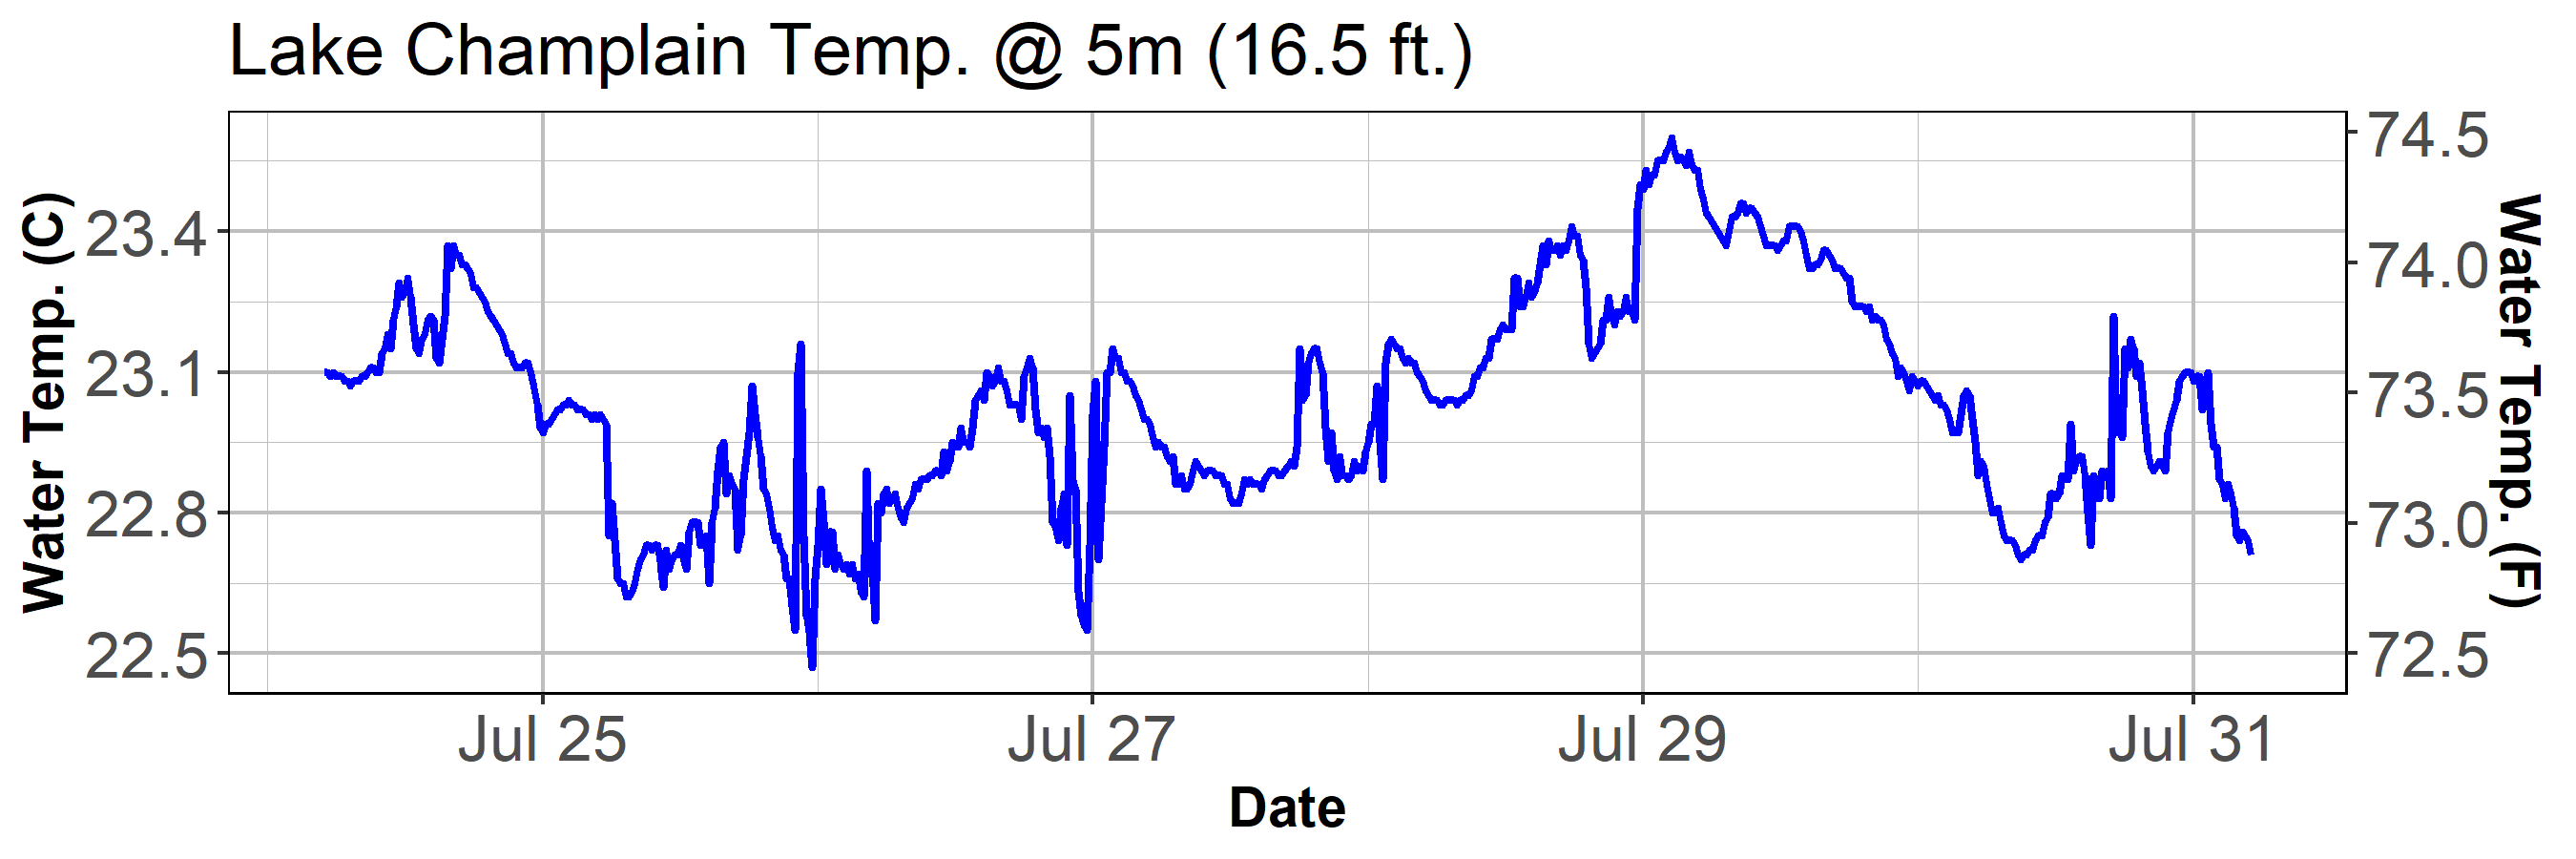 Lake Champlain Temp. @ 5m (16.5 ft.)
Water Temp. (C)
23.4
23.1
22.8
22.5
74.5
74.0
73.5
73.0
72.5
Water Temp. (F)
Jul 25
Jul 27
Jul 29
Jul 31
Date